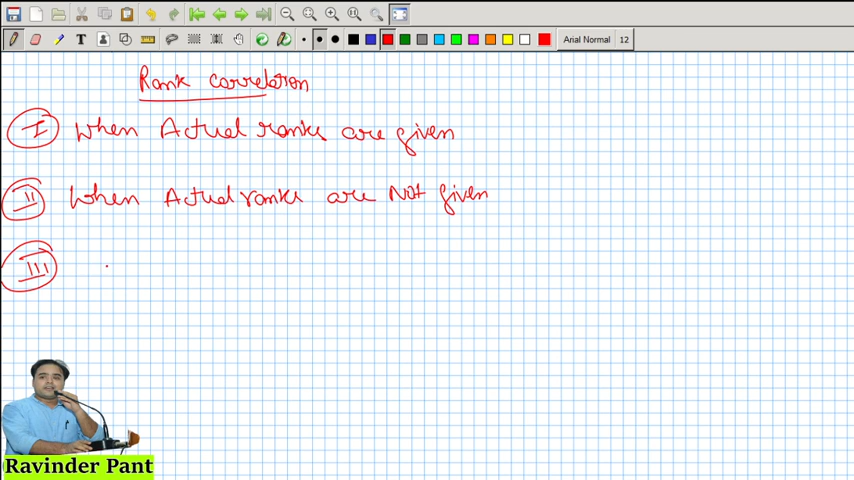 Arial Normal 12
Rank correlation
I When Actual ranks are given
II When Actual ranks are Not given
III
Ravinder Pant